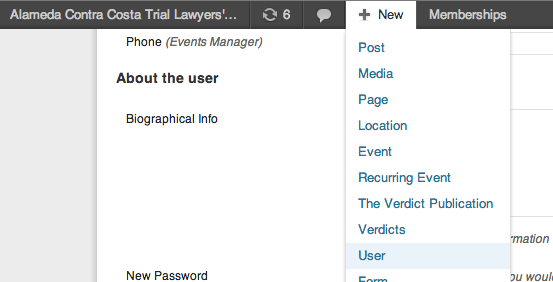 Alameda Contra Costa Trial Lawyers'... 6 New Memberships
Phone (Events Manager)
About the user
Biographical Info
New Password
Post
Media
Page
Location
Event
Recurring Event
The Verdict Publication
Verdicts
User
Form
rmation
ou would